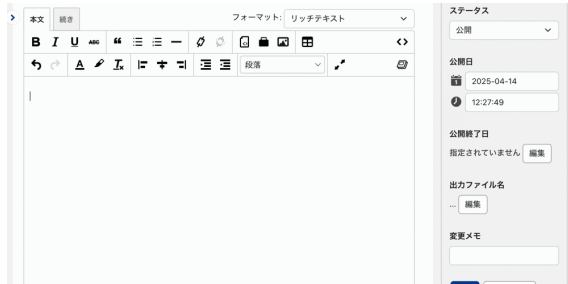 本文 続き フォーマット: リッチテキスト
B I U ABC
段落
ステータス
公開
公開日
2025-04-14
12:27:49
公開終了日
指定されていません 編集
出力ファイル名
... 編集
変更メモ